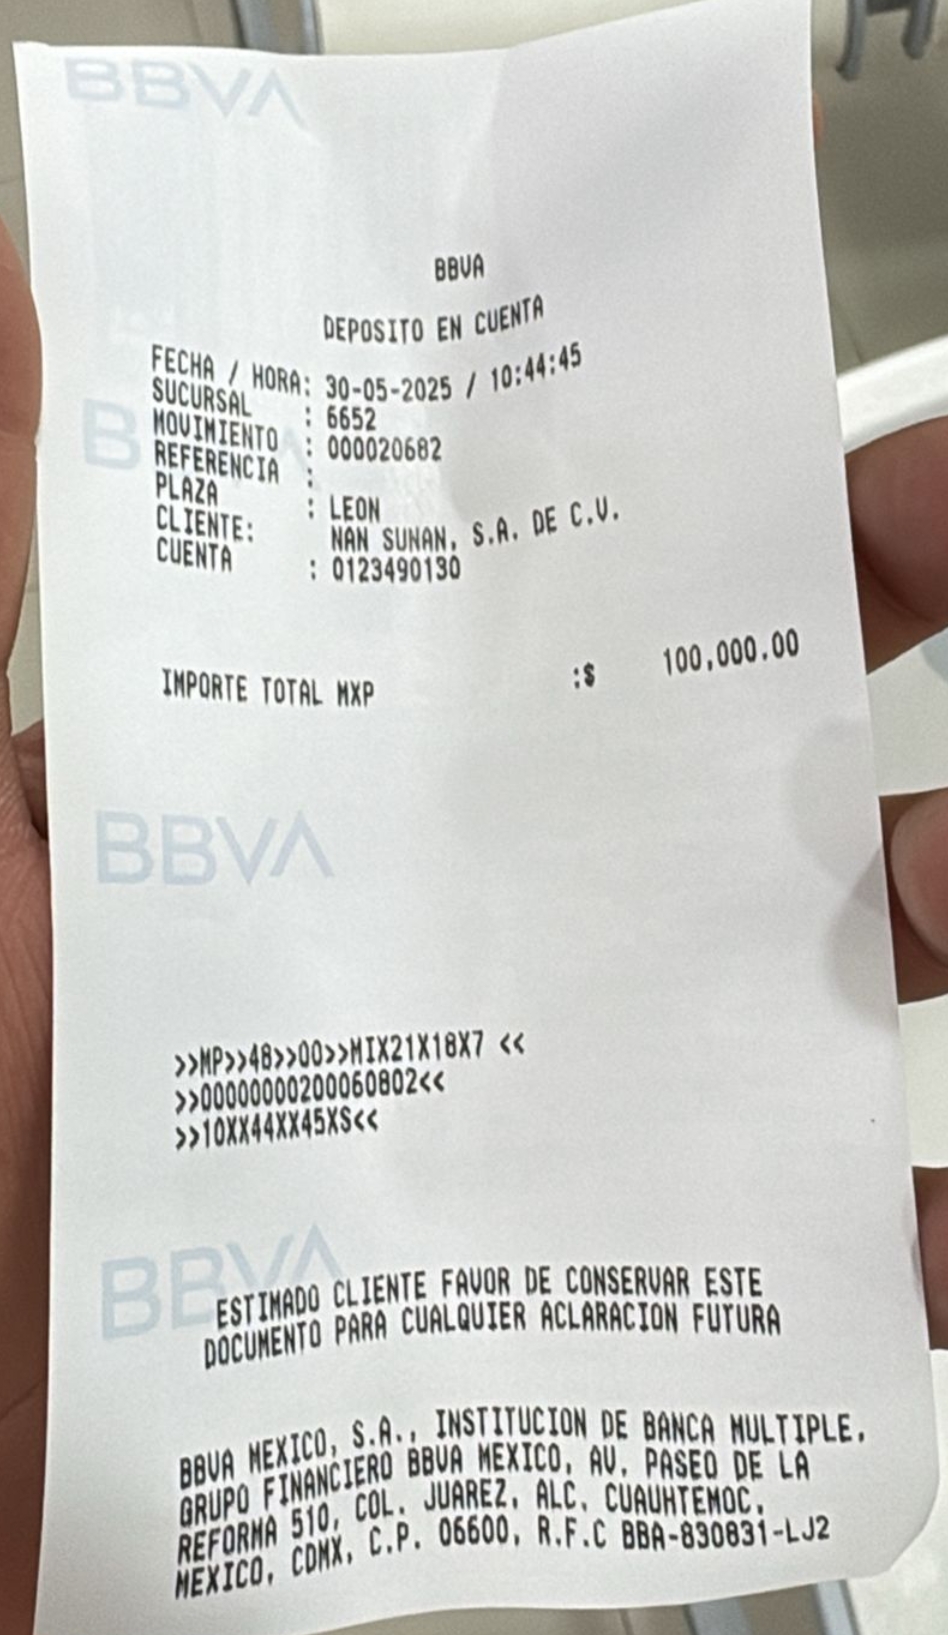 BBVA
BBVA
DEPOSITO EN CUENTA
FECHA / HORA: 30-05-2025 / 10:44:45
SUCURSAL : 6652
MOVIMIENTO : 000020682
REFERENCIA :
PLAZA : LEON
CLIENTE: NAN SUNAN, S.A. DE C.V.
CUENTA : 0123490130
IMPORTE TOTAL MXP :$ 100,000.00
BBVA
>>MP>>48>>00>>MIX21X18X7 <<
>>00000000200060802<<
>>10XX44XX45XS<<
BBVA
ESTIMADO CLIENTE FAVOR DE CONSERVAR ESTE
DOCUMENTO PARA CUALQUIER ACLARACION FUTURA
BBVA MEXICO, S.A., INSTITUCION DE BANCA MULTIPLE,
GRUPO FINANCIERO BBVA MEXICO, AV. PASEO DE LA
REFORMA 510, COL. JUAREZ, ALC. CUAUHTEMOC,
MEXICO, CDMX, C.P. 06600, R.F.C BBA-830831-LJ2